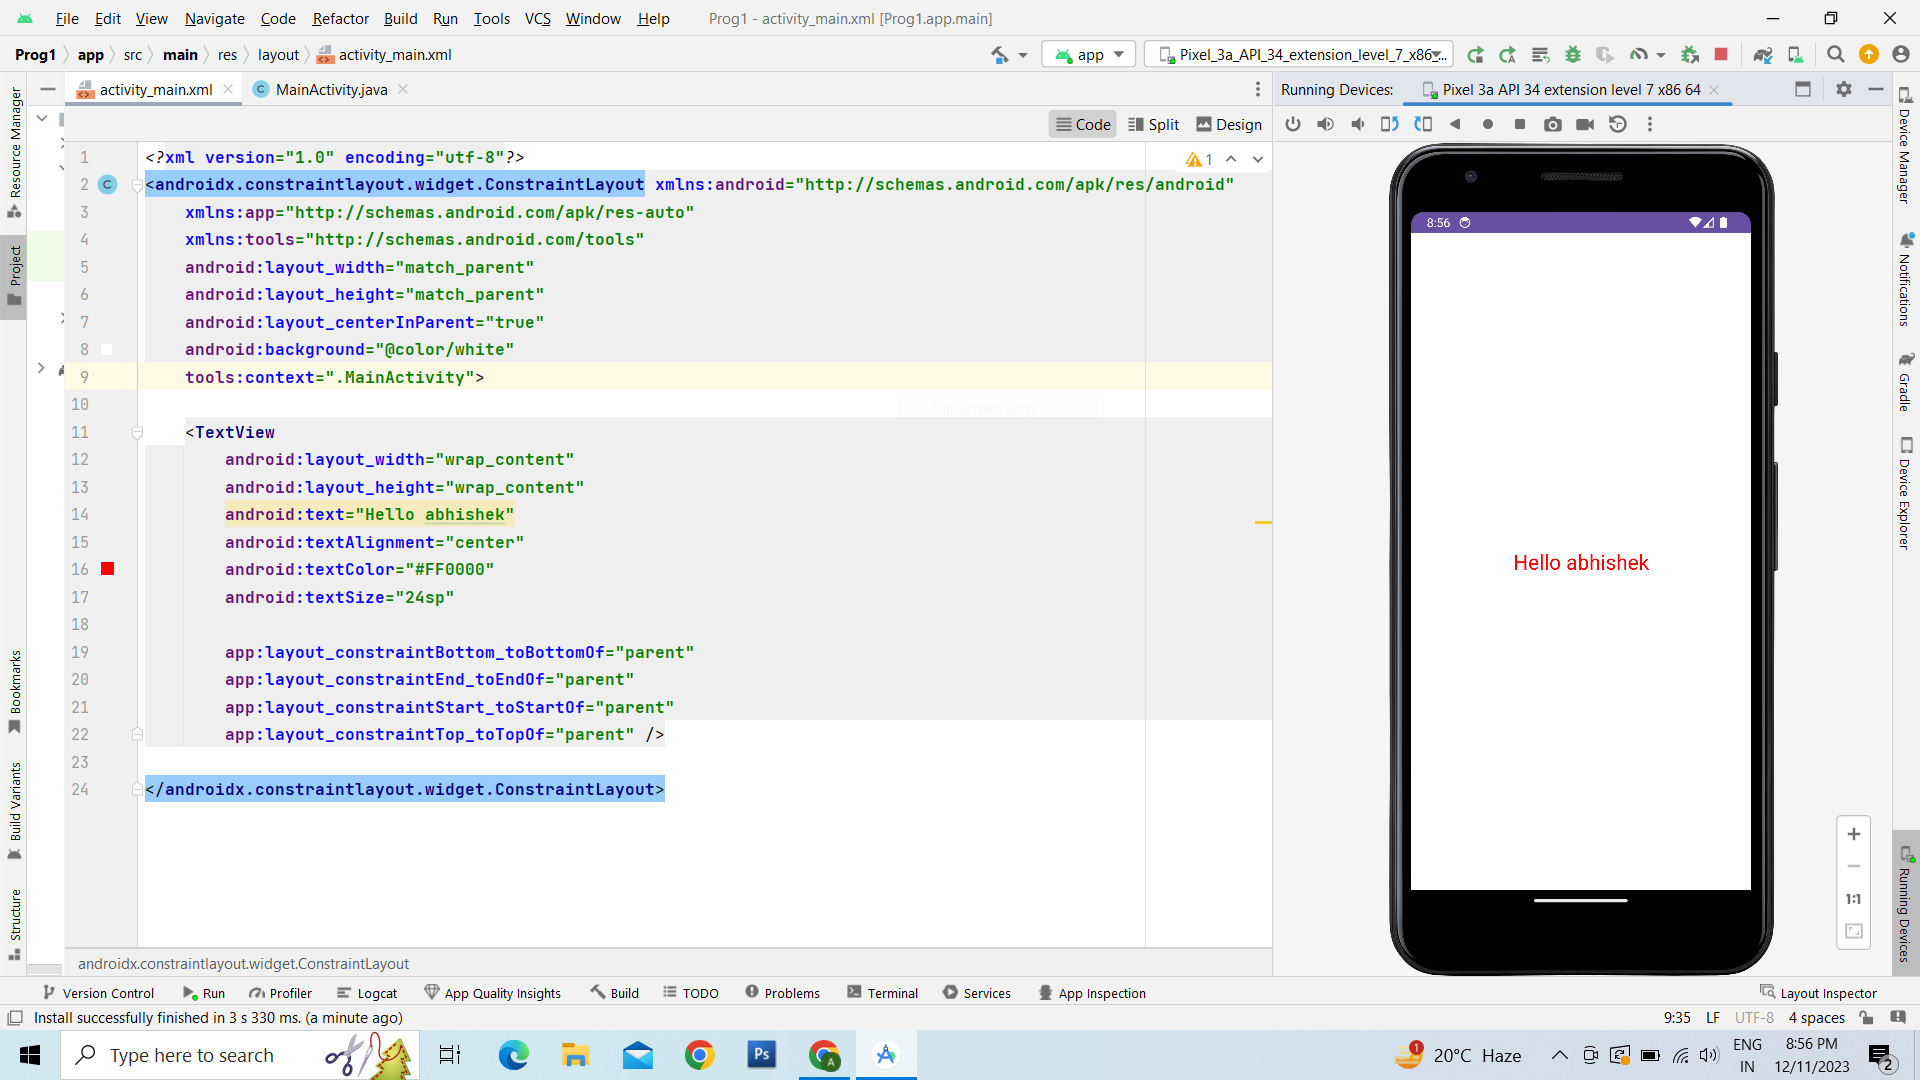 File Edit View Navigate Code Refactor Build Run Tools VCS Window Help Prog1 - activity_main.xml [Prog1.app.main]
Prog1 app src main res layout activity_main.xml app Pixel_3a_API_34_extension_level_7_x86_...
activity_main.xml MainActivity.java Running Devices: Pixel 3a API 34 extension level 7 x86 64
Code Split Design
1 <?xml version="1.0" encoding="utf-8"?> 1
2 C <androidx.constraintlayout.widget.ConstraintLayout xmlns:android="http://schemas.android.com/apk/res/android"
3 xmlns:app="http://schemas.android.com/apk/res-auto"
4 xmlns:tools="http://schemas.android.com/tools"
5 android:layout_width="match_parent"
6 android:layout_height="match_parent"
7 android:layout_centerInParent="true"
8 android:background="@color/white"
9 tools:context=".MainActivity">
10
Full-screen Snip
11 <TextView
12 android:layout_width="wrap_content"
13 android:layout_height="wrap_content"
14 android:text="Hello abhishek"
15 android:textAlignment="center"
16 android:textColor="#FF0000"
17 android:textSize="24sp"
18
19 app:layout_constraintBottom_toBottomOf="parent"
20 app:layout_constraintEnd_toEndOf="parent"
21 app:layout_constraintStart_toStartOf="parent"
22 app:layout_constraintTop_toTopOf="parent" />
23
24 </androidx.constraintlayout.widget.ConstraintLayout>
androidx.constraintlayout.widget.ConstraintLayout
Resource Manager
Project
Bookmarks
Build Variants
Structure
8:56
Hello abhishek
1:1
Device Manager
Notifications
Gradle
Device Explorer
Running Devices
Version Control Run Profiler Logcat App Quality Insights Build TODO Problems Terminal Services App Inspection Layout Inspector
Install successfully finished in 3 s 330 ms. (a minute ago) 9:35 LF UTF-8 4 spaces
Type here to search Ps A 1 20°C Haze ENG IN 8:56 PM 12/11/2023 2